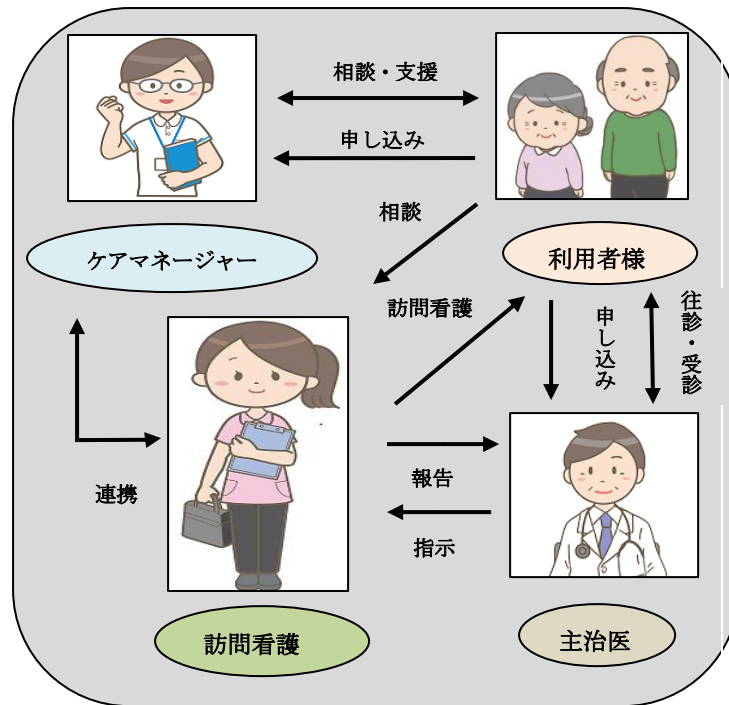 相談・支援
申し込み
相談
ケアマネージャー
利用者様
訪問看護
申し込み
往診・受診
連携
報告
指示
訪問看護
主治医